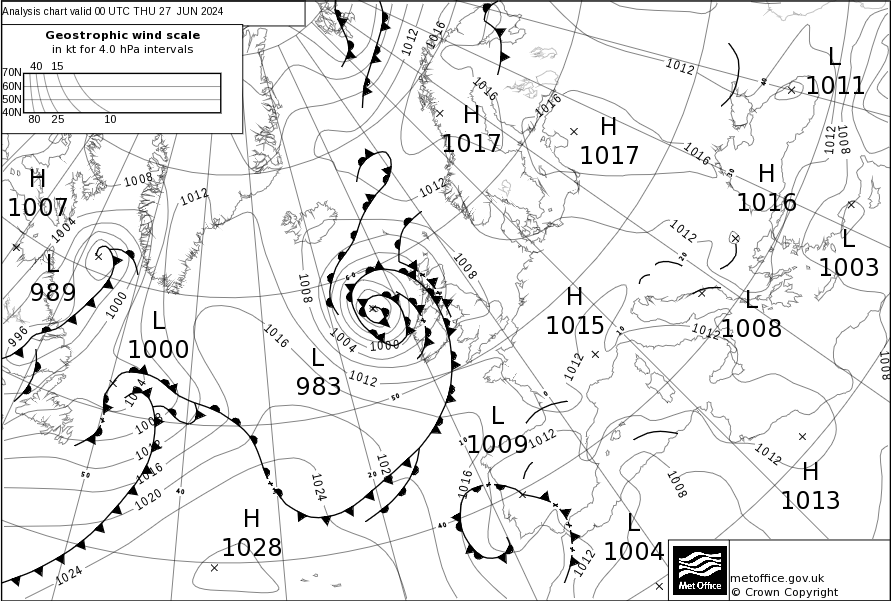 Analysis chart valid 00 UTC THU 27 JUN 2024
Geostrophic wind scale
in kt for 4.0 hPa intervals
40 15
70N
60N
50N
40N
80 25 10
1012
1016
1012
L
1011
40
1016
1016
H
1017
H
1017
1012
1008
1016
30
H
1016
H
1007
1008
1012
1012
1004
1012
20
L
1003
L
989
1008
60
1008
1000
H
1015
L
1008
996
L
1000
1016
1004
1000
10
1012
L
983
1012
1012
1008
1004
50
0
1008
L
1009
1012
10
1012
1012
1016
50
40
1020
1024
1020
20
1016
1008
H
1013
H
1028
40
L
1004
1024
1012
Met Office
metoffice.gov.uk
© Crown Copyright